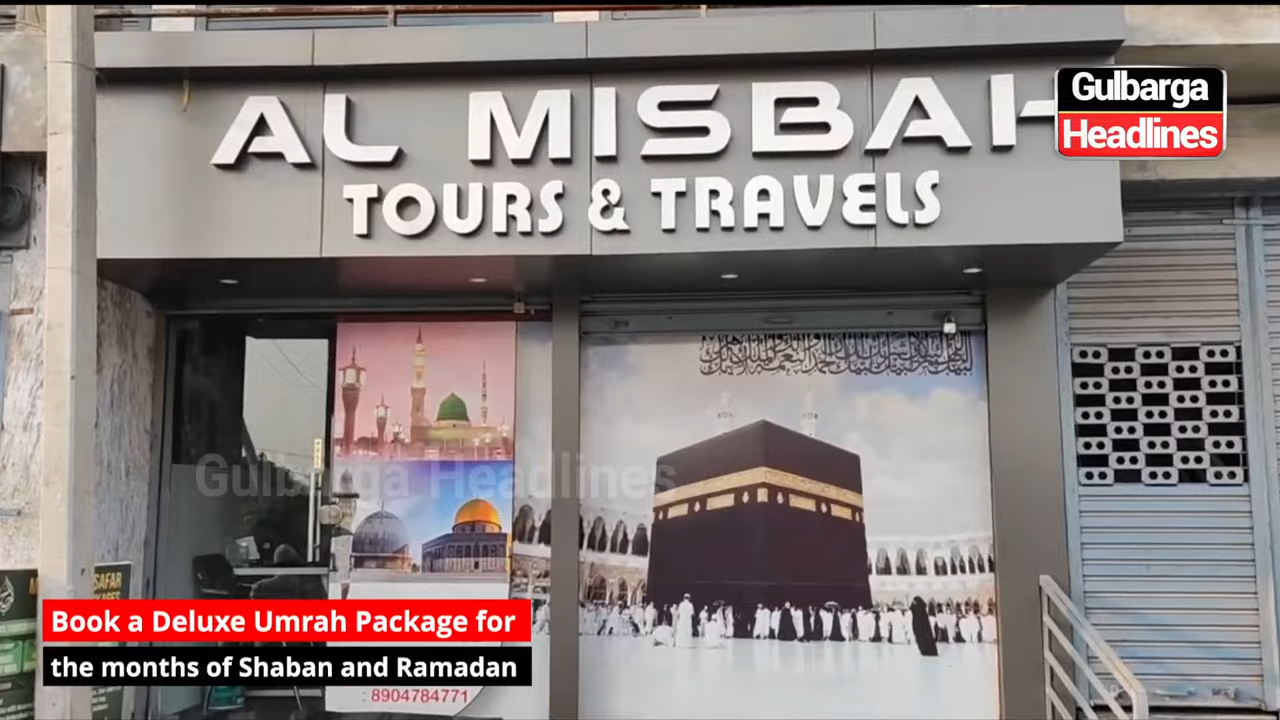 AL MISBAH
TOURS & TRAVELS
Gulbarga
Headlines
Gulbarga Headlines
SAFAR
Book a Deluxe Umrah Package for
the months of Shaban and Ramadan
: 8904784771